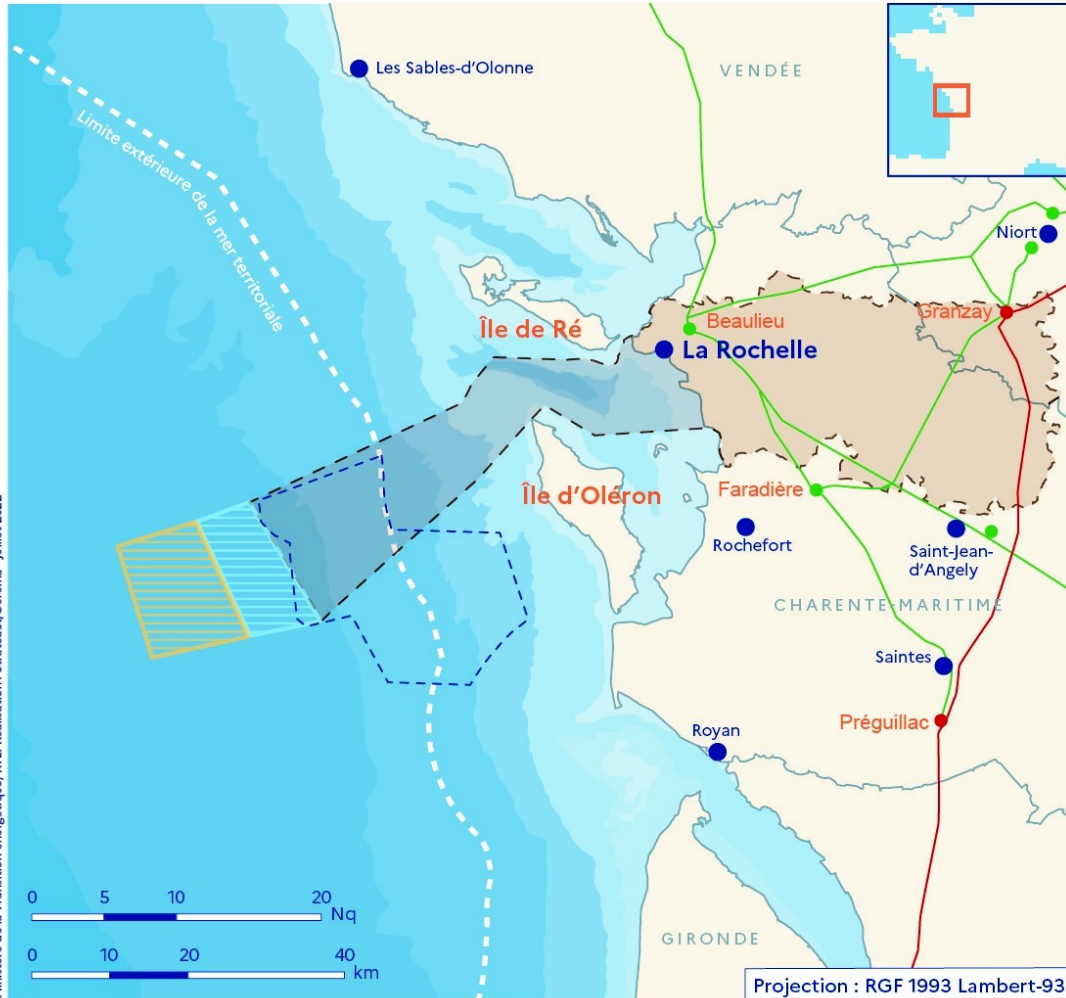 Les Sables-d'Olonne
VENDÉE
Limite extérieure de la mer territoriale
Niort
Île de Ré
Beaulieu
Granzay
La Rochelle
Île d'Oléron
Faradière
Rochefort
Saint-Jean-
d'Angely
CHARENTE-MARITIME
Saintes
Préguillac
Royan
0 5 10 20
Nq
0 10 20 40
km
GIRONDE
Projection : RGF 1993 Lambert-93